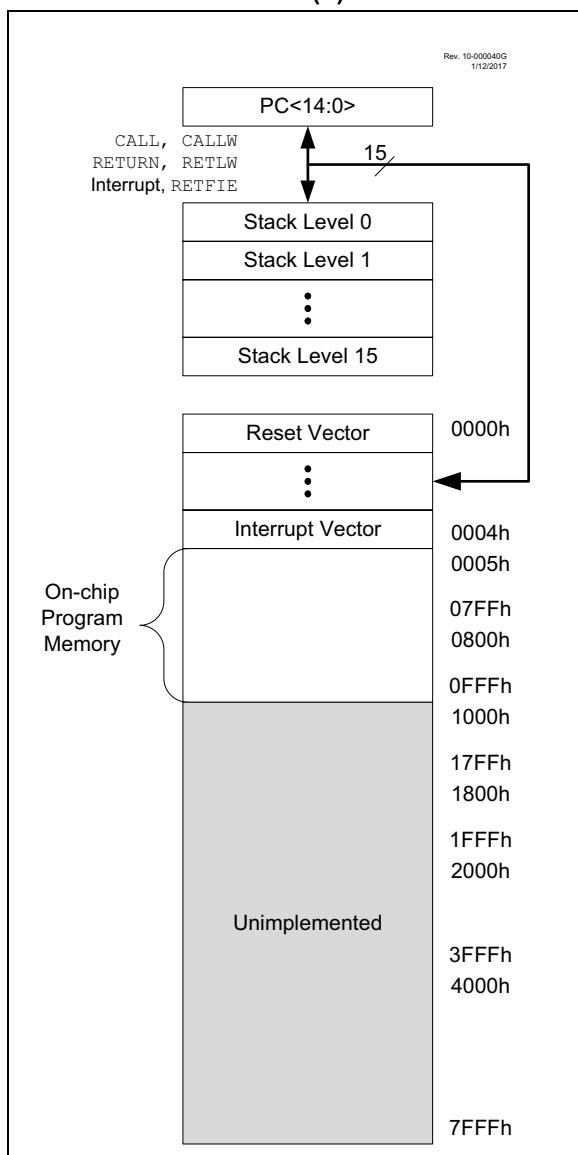 Rev. 10-000040G
1/12/2017
PC<14:0>
CALL, CALLW
RETURN, RETLW
Interrupt, RETFIE
15
Stack Level 0
Stack Level 1
Stack Level 15
Reset Vector
0000h
Interrupt Vector
0004h
0005h
On-chip
Program
Memory
07FFh
0800h
0FFFh
1000h
17FFh
1800h
1FFFh
2000h
Unimplemented
3FFFh
4000h
7FFFh